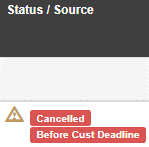 Status / Source
Cancelled
Before Cust Deadline